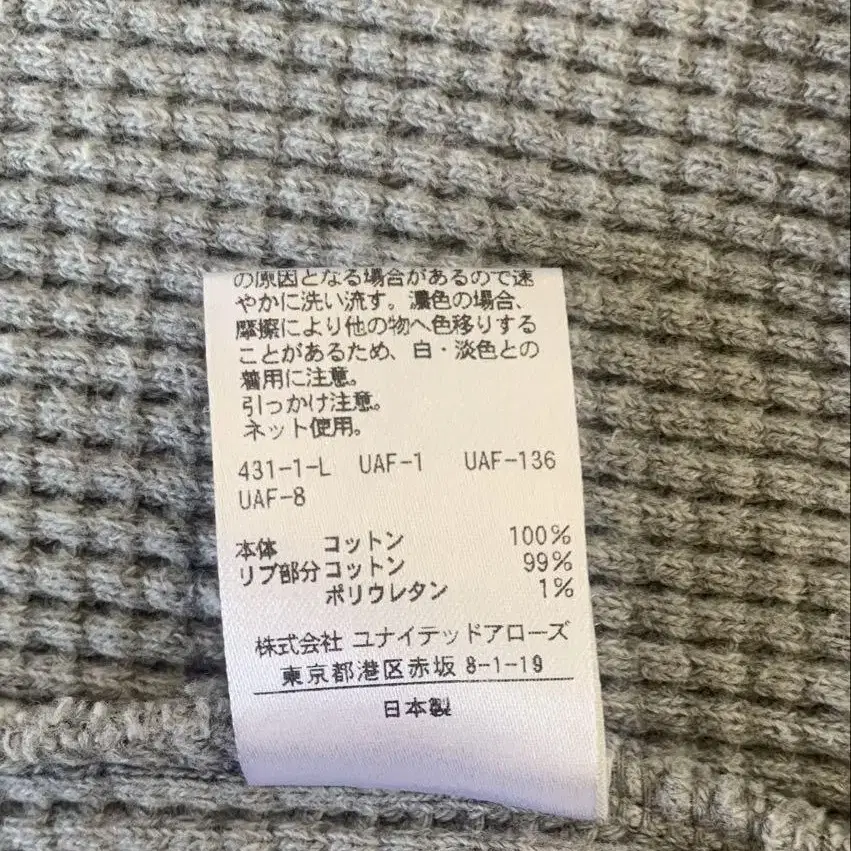 の原因となる場合があるので速
やかに洗い流す。濃色の場合、
摩擦により他の物へ色移りする
ことがあるため、白・淡色との
着用に注意。
引っかけ注意。
ネット使用。
431-1-L UAF-1 UAF-136
UAF-8
本体 コットン 100%
リブ部分 コットン 99%
ポリウレタン 1%
株式会社 ユナイテッドアローズ
東京都港区赤坂 8-1-19
日本製